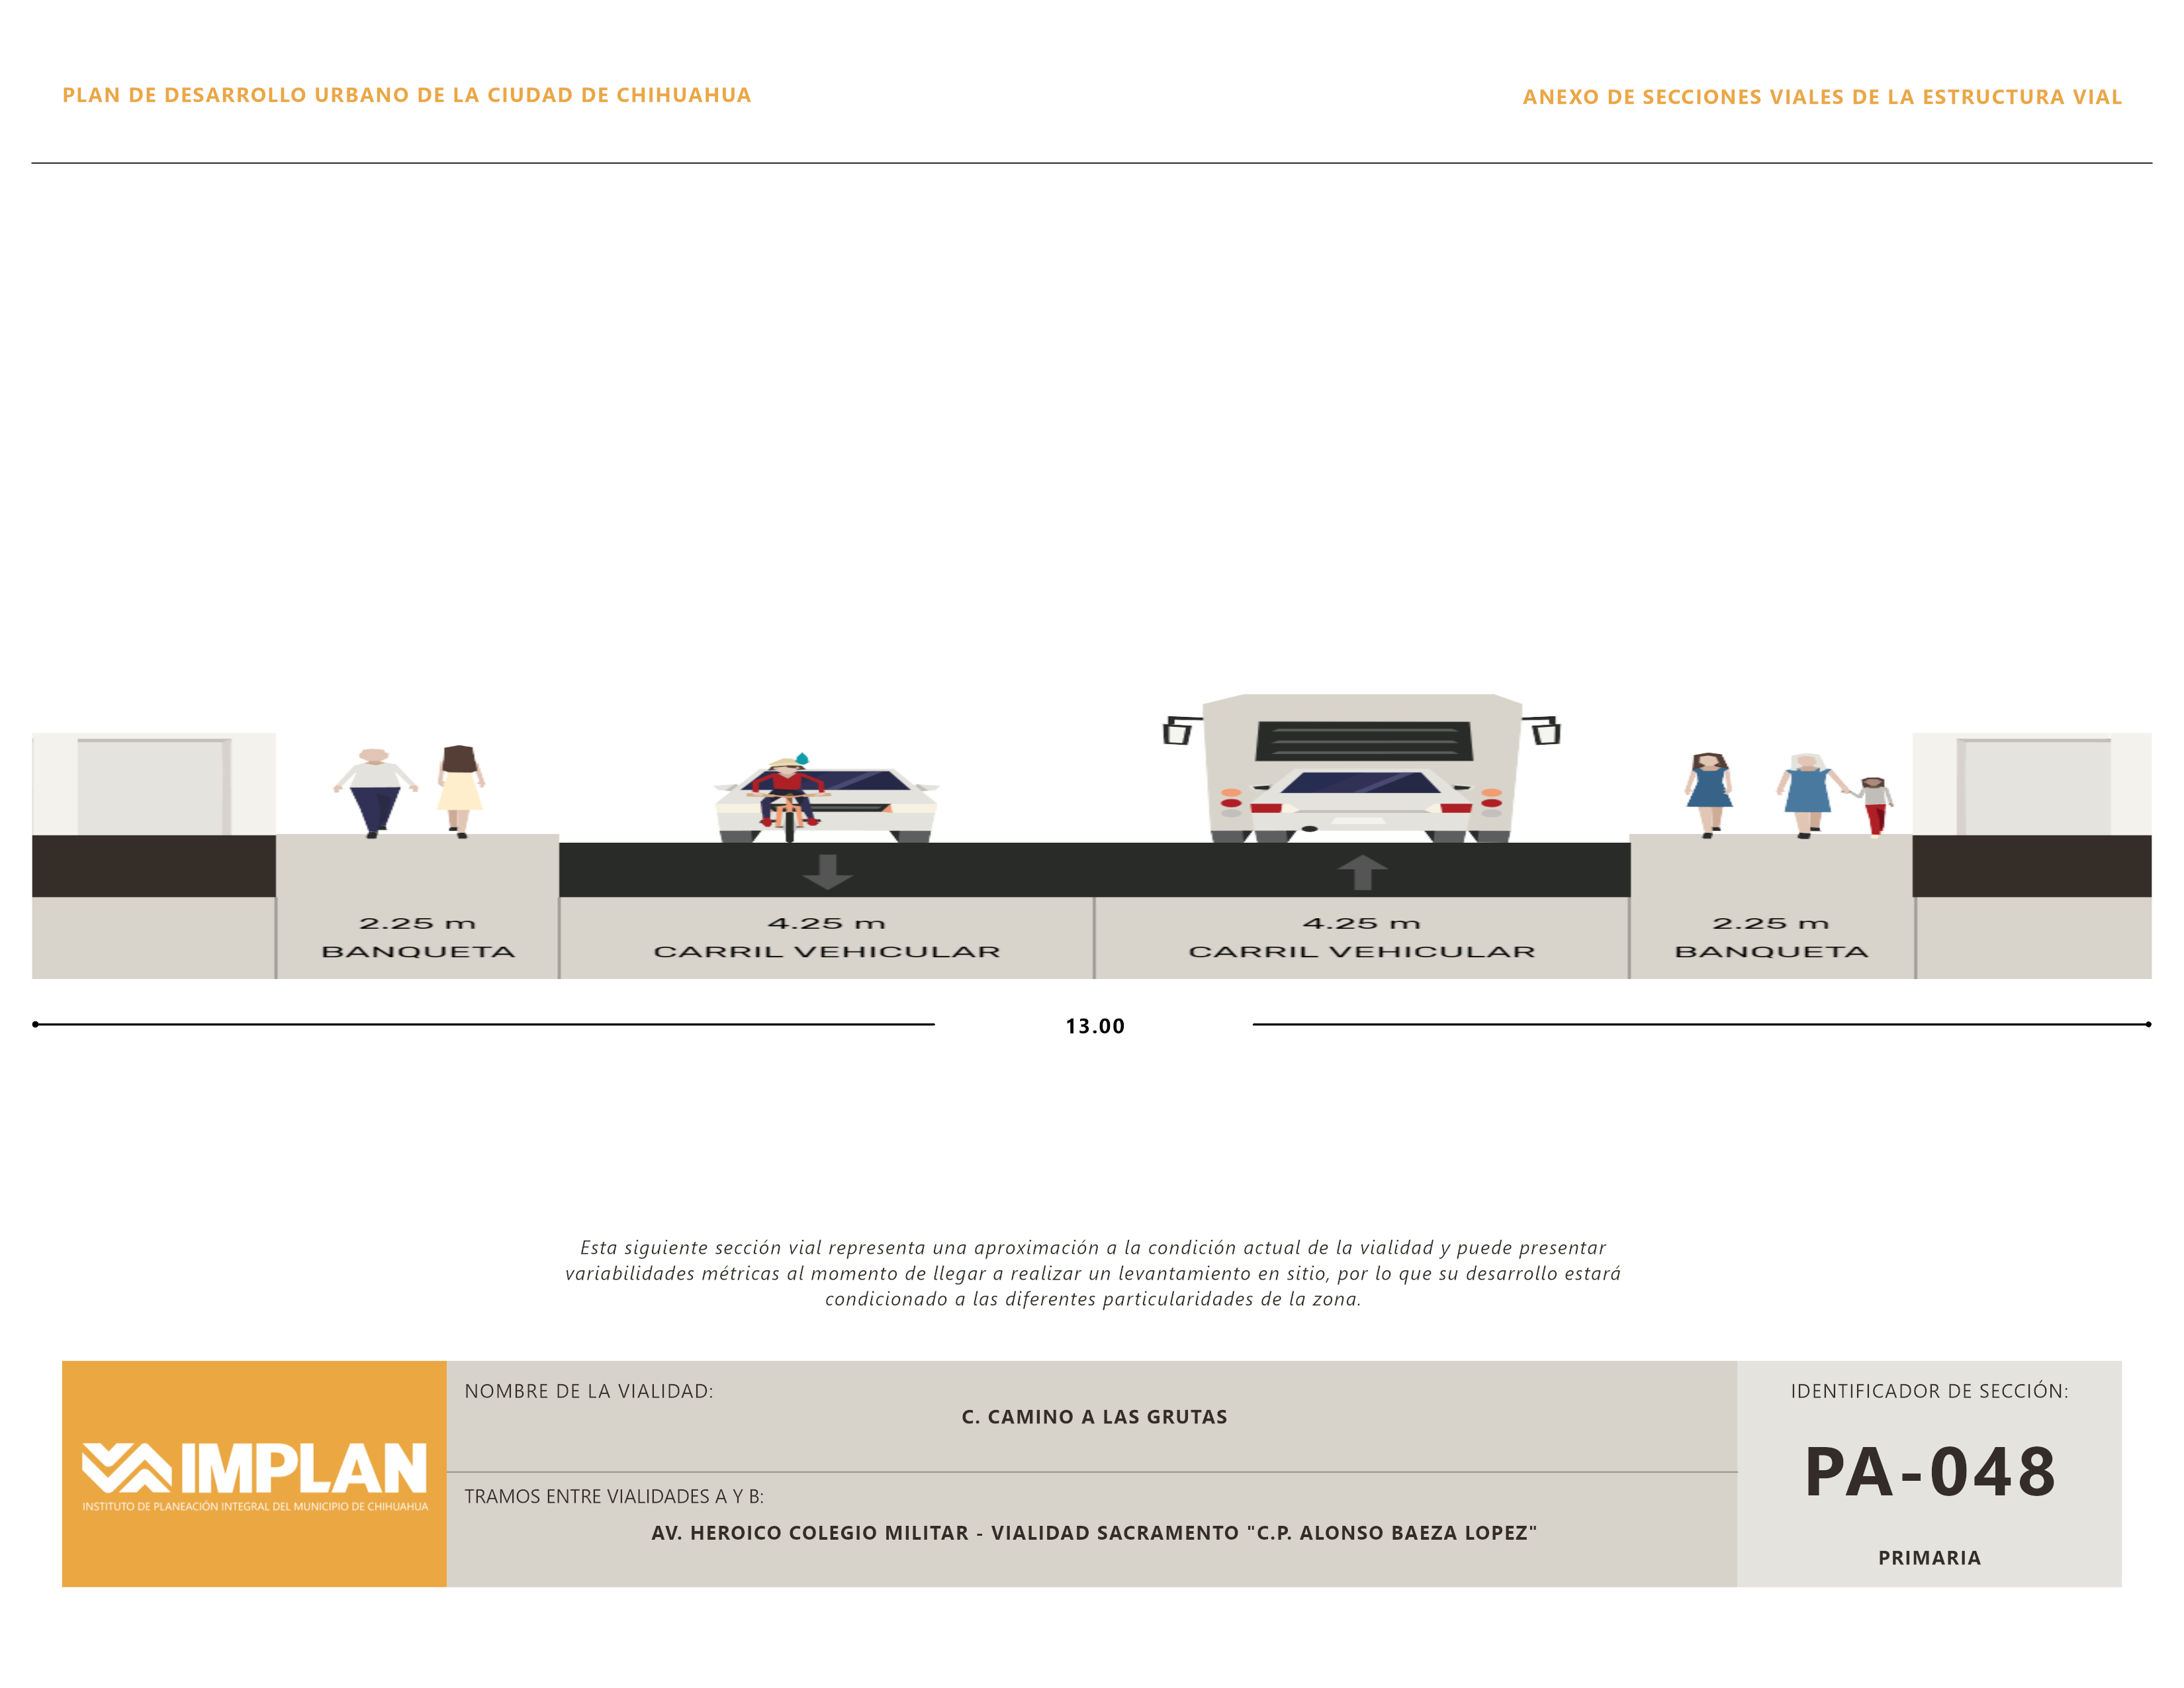 PLAN DE DESARROLLO URBANO DE LA CIUDAD DE CHIHUAHUA
ANEXO DE SECCIONES VIALES DE LA ESTRUCTURA VIAL
2.25 m
BANQUETA
4.25 m
CARRIL VEHICULAR
4.25 m
CARRIL VEHICULAR
2.25 m
BANQUETA
13.00
Esta siguiente sección vial representa una aproximación a la condición actual de la vialidad y puede presentar
variabilidades métricas al momento de llegar a realizar un levantamiento en sitio, por lo que su desarrollo estará
condicionado a las diferentes particularidades de la zona.
IMPLAN
INSTITUTO DE PLANEACIÓN INTEGRAL DEL MUNICIPIO DE CHIHUAHUA
NOMBRE DE LA VIALIDAD:
C. CAMINO A LAS GRUTAS
TRAMOS ENTRE VIALIDADES A Y B:
AV. HEROICO COLEGIO MILITAR - VIALIDAD SACRAMENTO "C.P. ALONSO BAEZA LOPEZ"
IDENTIFICADOR DE SECCIÓN:
PA-048
PRIMARIA